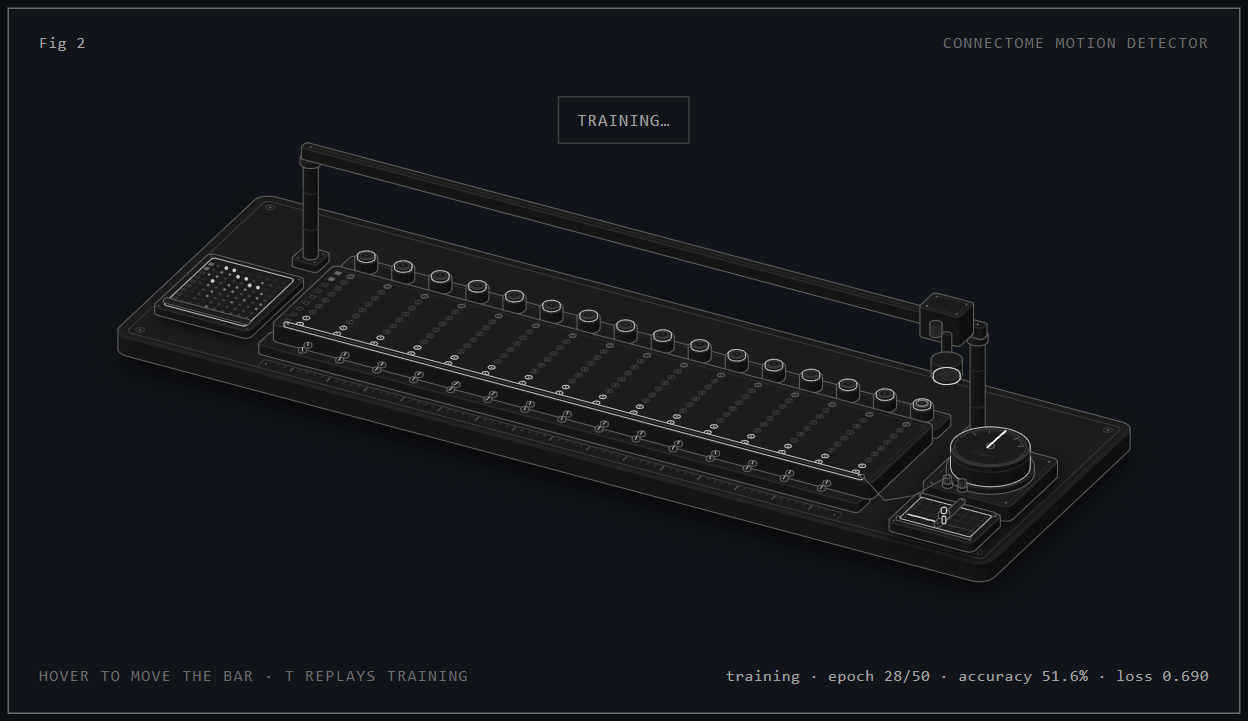 Fig 2
CONNECTOME MOTION DETECTOR
TRAINING…
HOVER TO MOVE THE BAR · T REPLAYS TRAINING
training · epoch 28/50 · accuracy 51.6% · loss 0.690